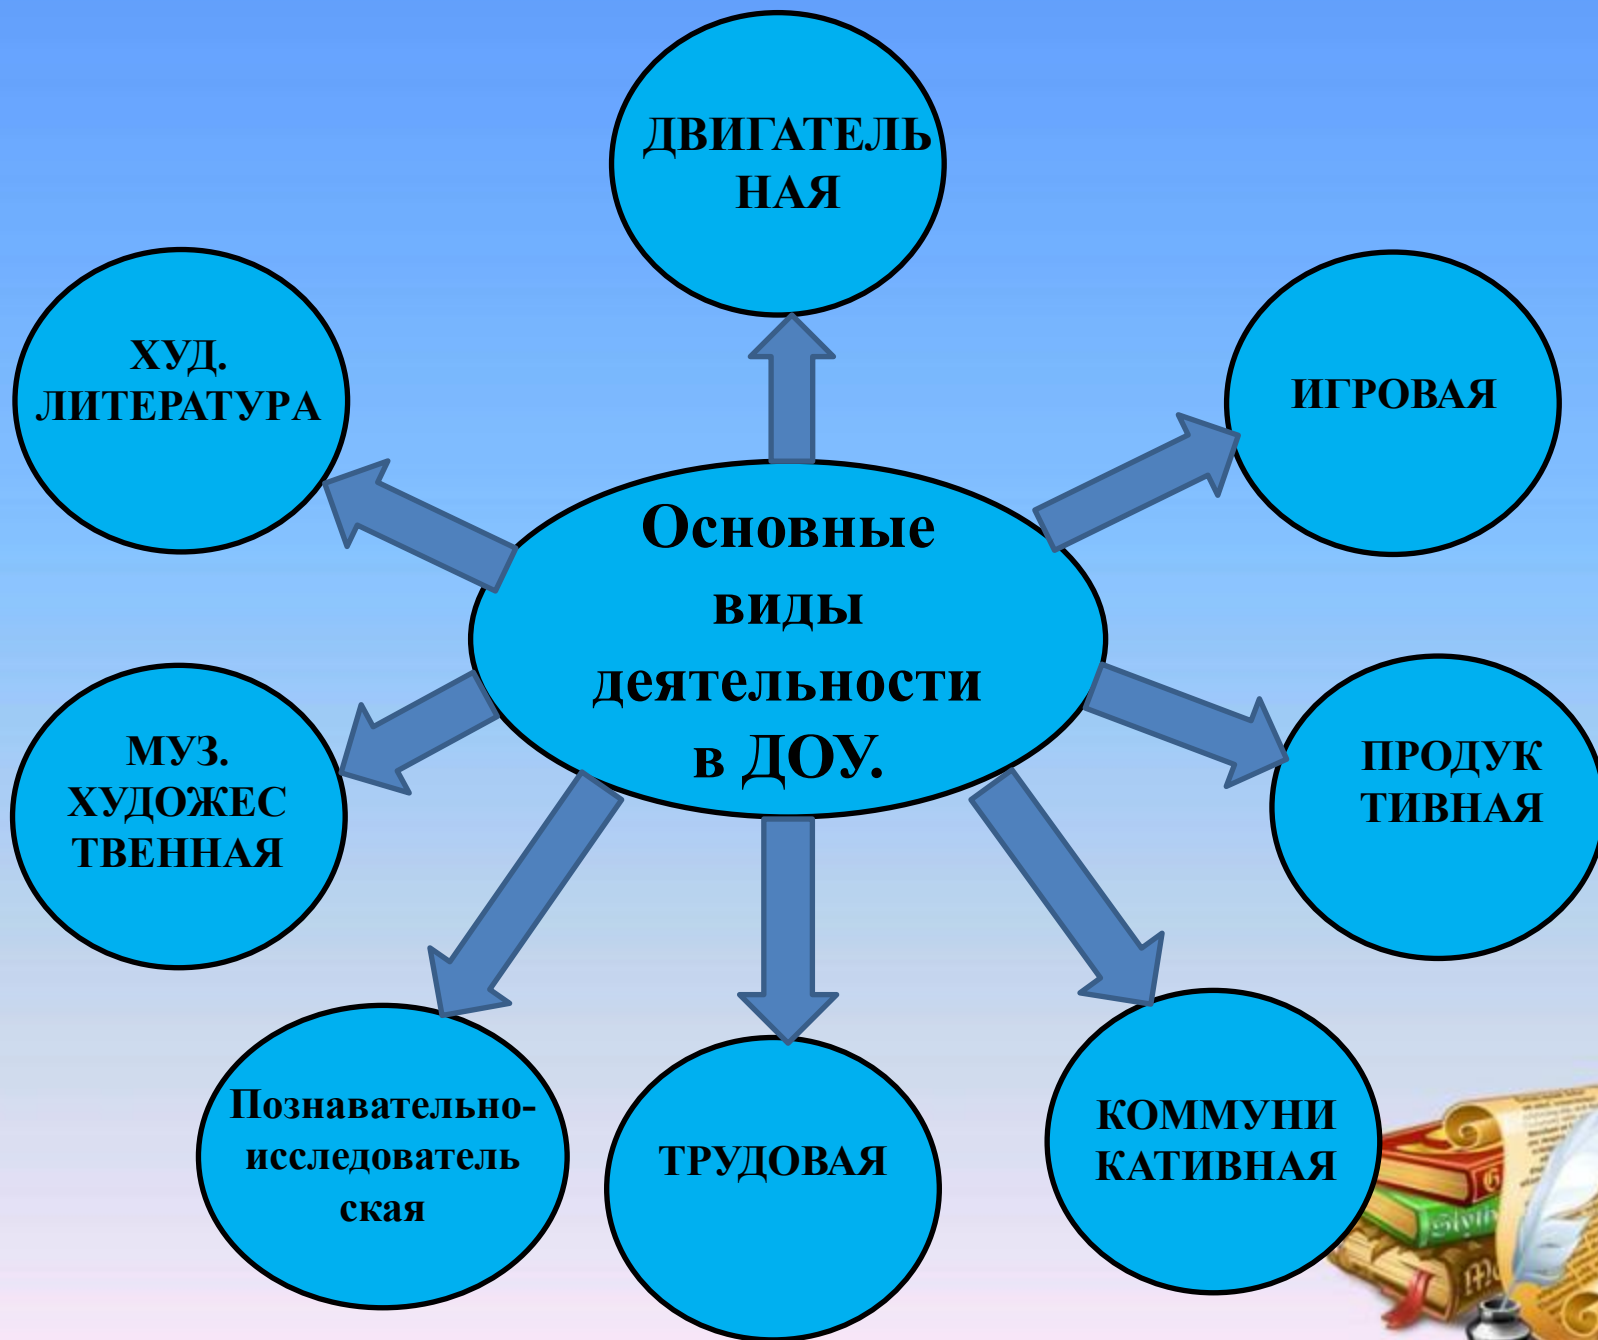 ДВИГАТЕЛЬ
НАЯ
ХУД.
ЛИТЕРАТУРА
ИГРОВАЯ
Основные
виды
деятельности
в ДОУ.
МУЗ.
ХУДОЖЕС
ТВЕННАЯ
ПРОДУК
ТИВНАЯ
Познавательно-
исследователь
ская
ТРУДОВАЯ
КОММУНИ
КАТИВНАЯ